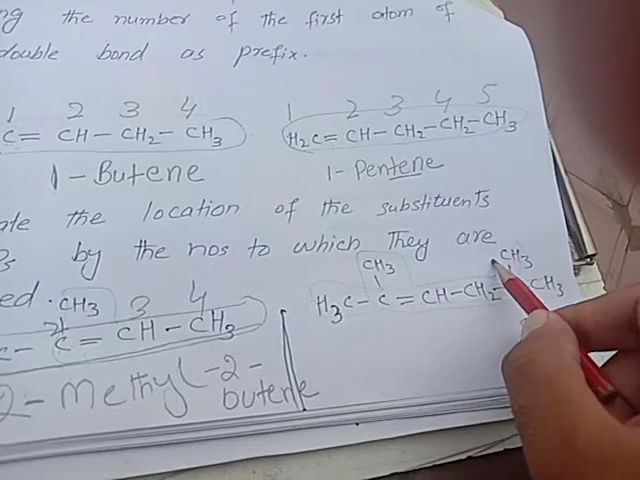 the number of the first atom of
double bond as prefix.
1 2 3 4
C = CH - CH2 - CH3
1 2 3 4 5
H2C = CH - CH2 - CH2 - CH3
1 - Butene
1 - Pentene
the location of the substituents
by the nos to which They are
CH3 3 4
C = CH - CH3
CH3 CH3
H3C - C = CH - CH2 - CH3
2 - Methyl - 2 -
butene